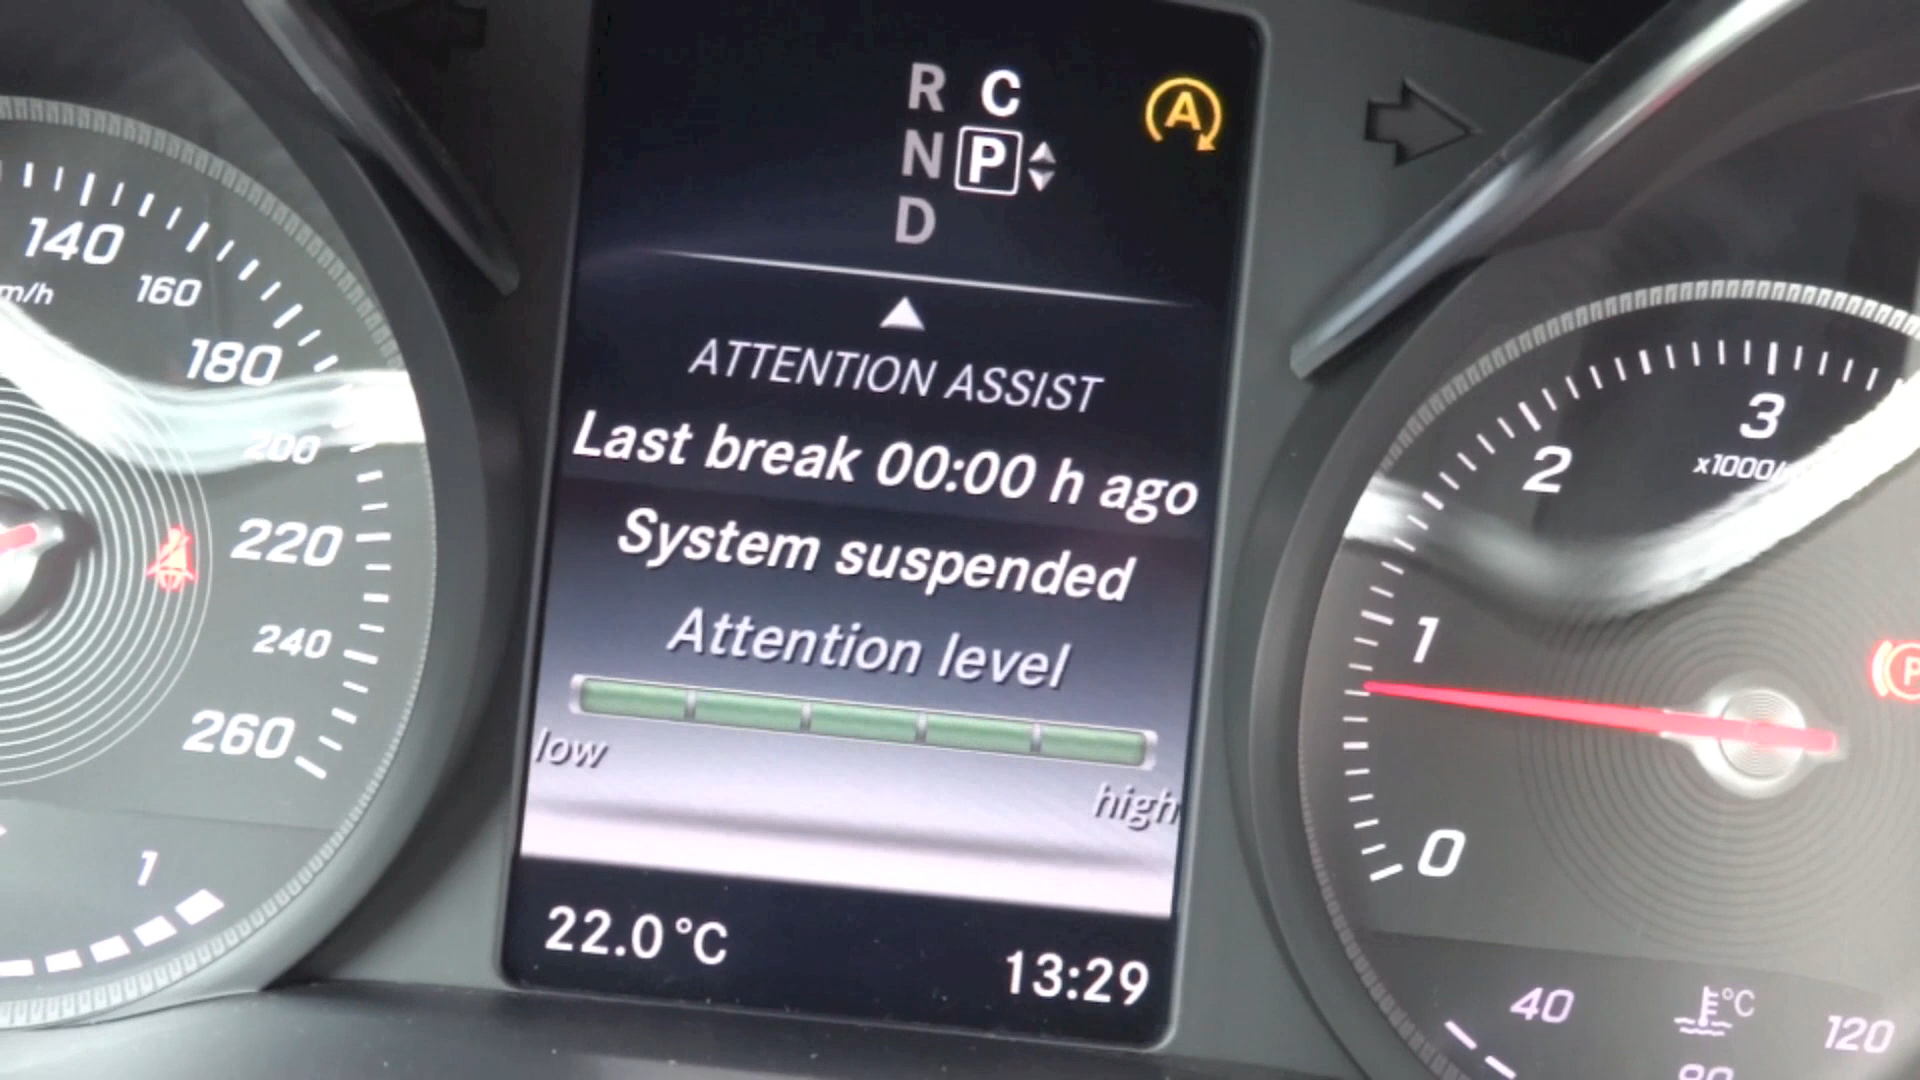 R C
N P
D
A
ATTENTION ASSIST
Last break 00:00 h ago
System suspended
Attention level
low
high
22.0 °C
13:29
140
160
180
200
220
240
260
1
3
2
1
0
P
40
°C
120